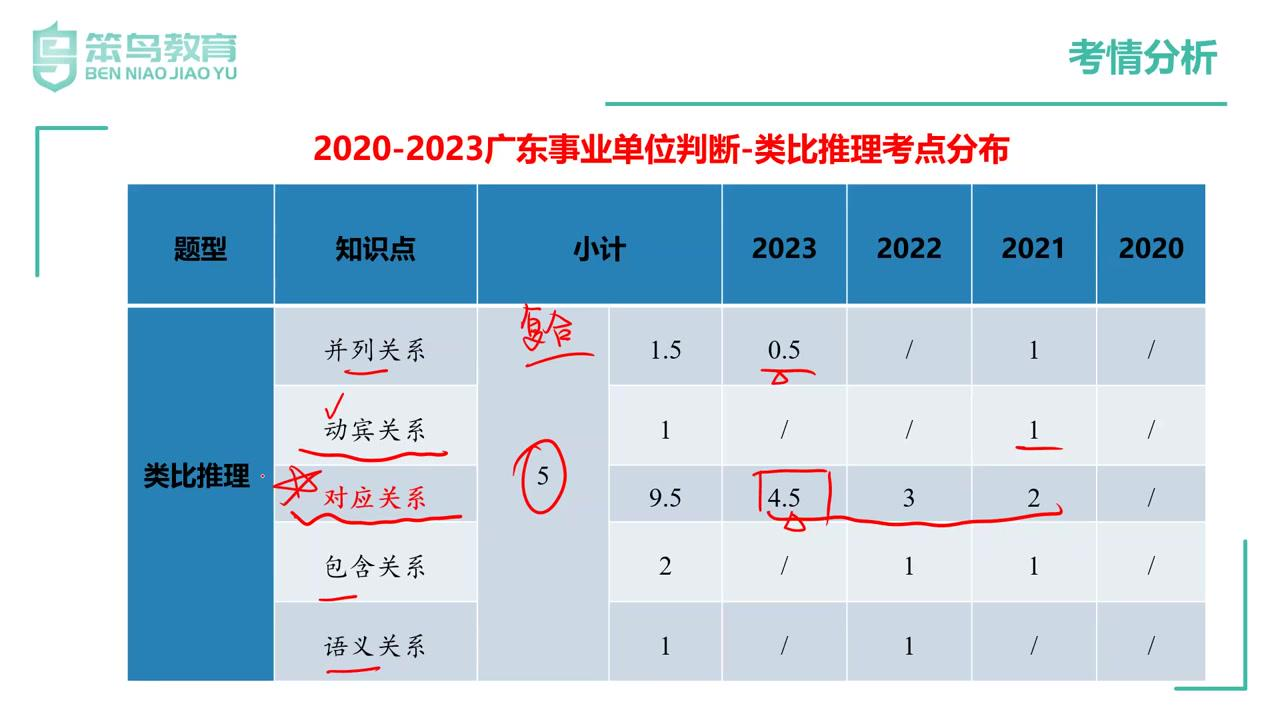 笨鸟教育
BEN NIAO JIAO YU
考情分析
2020-2023广东事业单位判断-类比推理考点分布
题型 知识点 小计 2023 2022 2021 2020
复合
并列关系 1.5 0.5 / 1 /
动宾关系 1 / / 1 /
类比推理 5
对应关系 9.5 4.5 3 2 /
包含关系 2 / 1 1 /
语义关系 1 / 1 / /